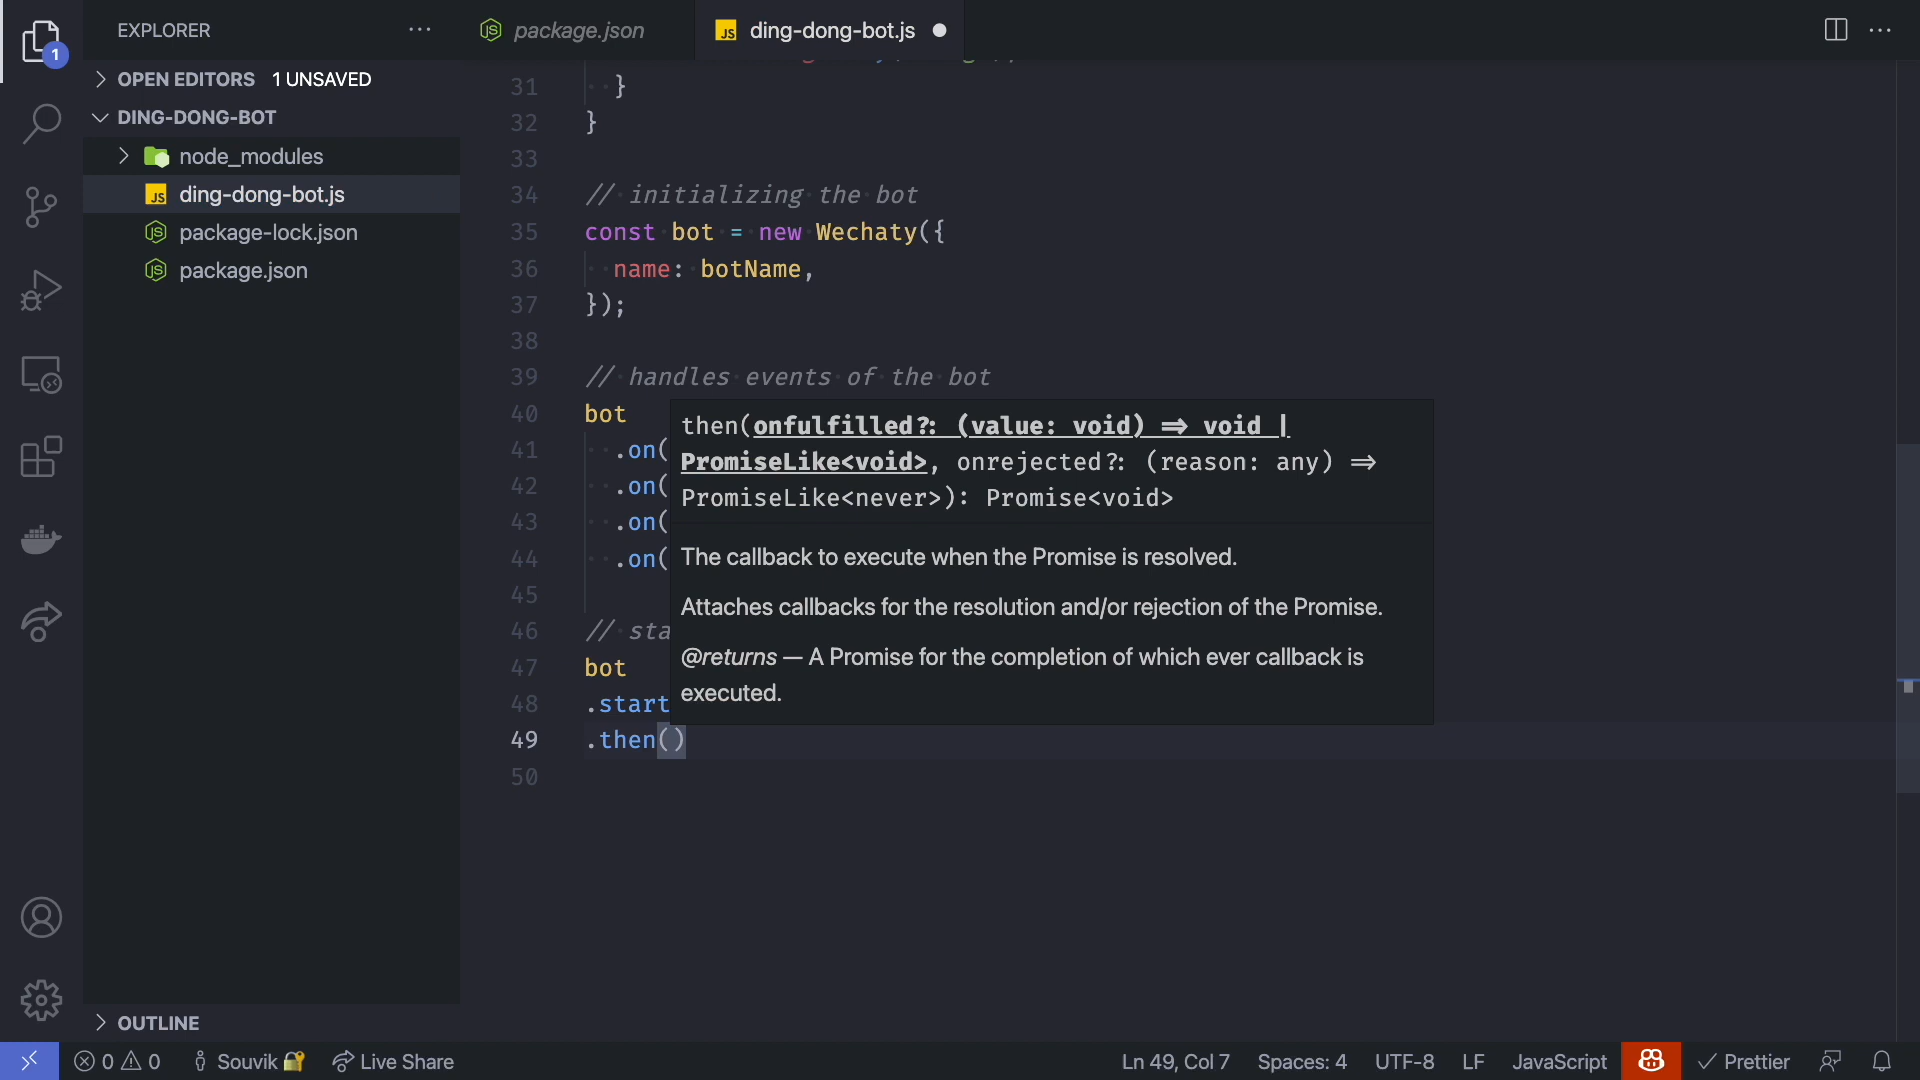 EXPLORER
1
OPEN EDITORS 1 UNSAVED
DING-DONG-BOT
node_modules
JS ding-dong-bot.js
package-lock.json
package.json
OUTLINE
package.json
JS ding-dong-bot.js
31 }
32 }
33
34 // initializing the bot
35 const bot = new Wechaty({
36 name: botName,
37 });
38
39 // handles events of the bot
40 bot
41 .on(
42 .on(
43 .on(
44 .on(
45
46 // sta
47 bot
48 .start
49 .then()
50
then(onfulfilled?: (value: void) => void |
PromiseLike<void>, onrejected?: (reason: any) =>
PromiseLike<never>): Promise<void>
The callback to execute when the Promise is resolved.
Attaches callbacks for the resolution and/or rejection of the Promise.
@returns — A Promise for the completion of which ever callback is
executed.
0 0 Souvik Live Share Ln 49, Col 7 Spaces: 4 UTF-8 LF JavaScript Prettier